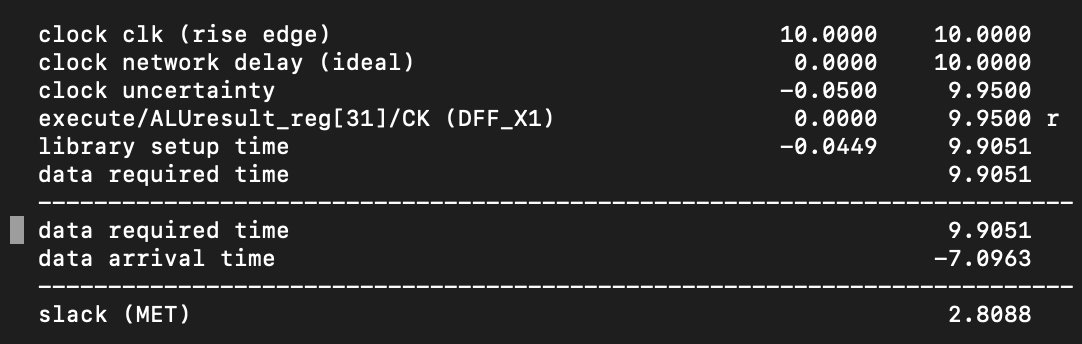 clock clk (rise edge) 10.0000 10.0000
clock network delay (ideal) 0.0000 10.0000
clock uncertainty -0.0500 9.9500
execute/ALUresult_reg[31]/CK (DFF_X1) 0.0000 9.9500 r
library setup time -0.0449 9.9051
data required time 9.9051
--------------------------------------------------------------------------
data required time 9.9051
data arrival time -7.0963
--------------------------------------------------------------------------
slack (MET) 2.8088